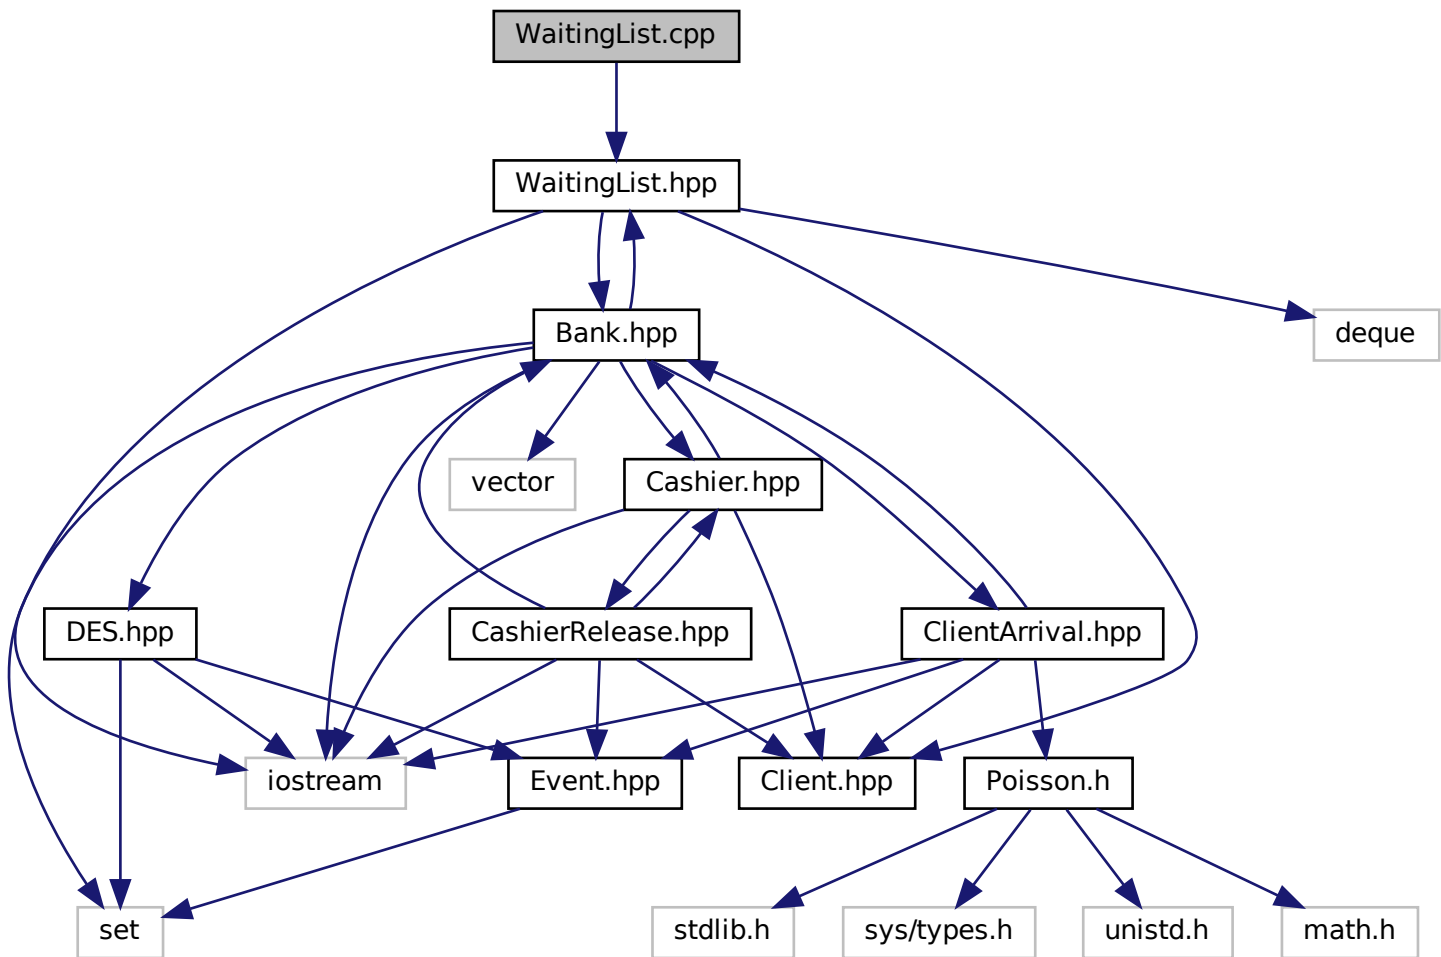 WaitingList.cpp
WaitingList.hpp
Bank.hpp
deque
vector
Cashier.hpp
DES.hpp
CashierRelease.hpp
ClientArrival.hpp
iostream
Event.hpp
Client.hpp
Poisson.h
set
stdlib.h
sys/types.h
unistd.h
math.h